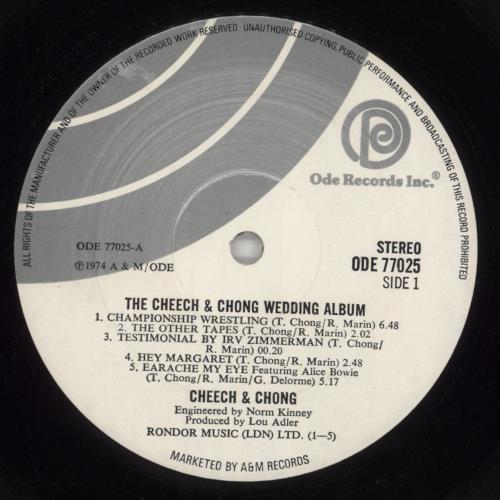 ALL RIGHTS OF THE MANUFACTURER AND OF THE OWNER OF THE RECORDED WORK RESERVED UNAUTHORISED COPYING, PUBLIC PERFORMANCE AND BROADCASTING OF THIS RECORD PROHIBITED
Ode Records Inc.®
ODE 77025-A
℗1974 A & M/ODE
STEREO
ODE 77025
SIDE 1
THE CHEECH & CHONG WEDDING ALBUM
1. CHAMPIONSHIP WRESTLING (T. Chong/R. Marin) 6.48
2. THE OTHER TAPES (T. Chong/R. Marin) 2.02
3. TESTIMONIAL BY IRV ZIMMERMAN (T. Chong/
R. Marin) 00.20
4. HEY MARGARET (T. Chong/R. Marin) 2.48
5. EARACHE MY EYE Featuring Alice Bowie
(T. Chong/R. Marin/G. Delorme) 5.17
CHEECH & CHONG
Engineered by Norm Kinney
Produced by Lou Adler
RONDOR MUSIC (LDN) LTD. (1—5)
MARKETED BY A&M RECORDS